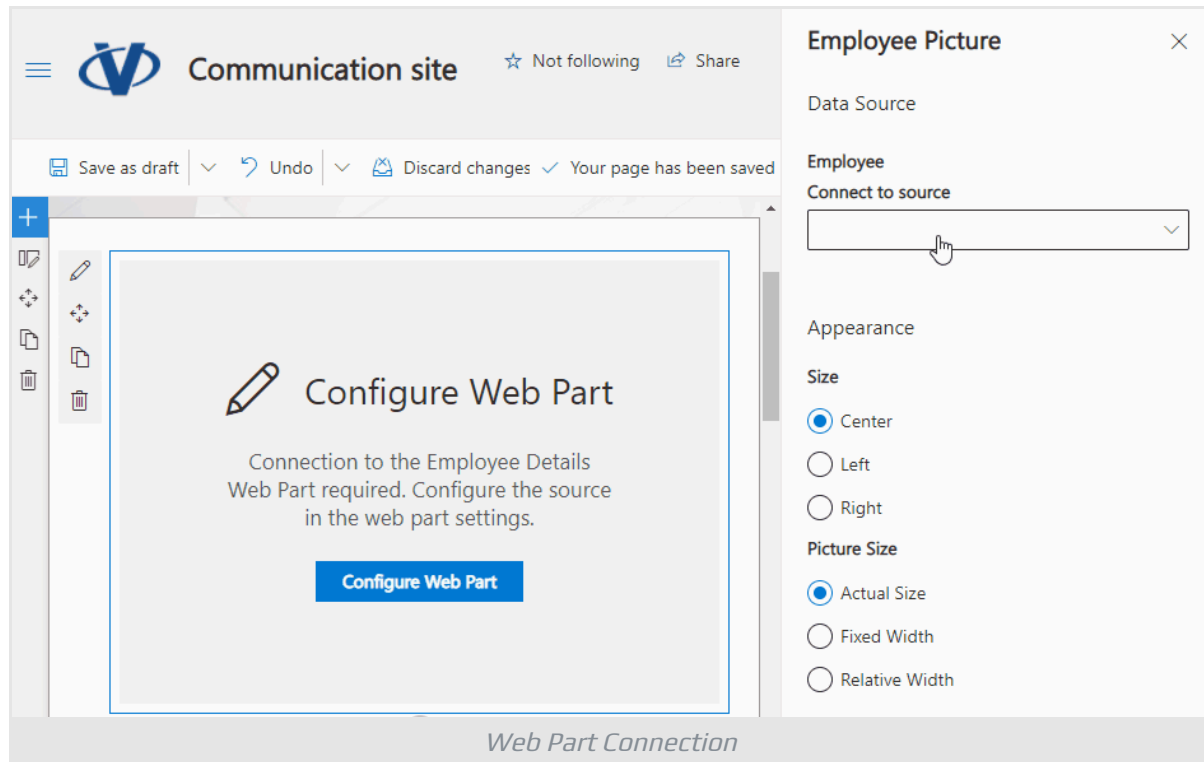 Communication site
Not following
Share
Save as draft
Undo
Discard changes
Your page has been saved
Configure Web Part
Connection to the Employee Details
Web Part required. Configure the source
in the web part settings.
Configure Web Part
Employee Picture
Data Source
Employee
Connect to source
Appearance
Size
Center
Left
Right
Picture Size
Actual Size
Fixed Width
Relative Width
Web Part Connection